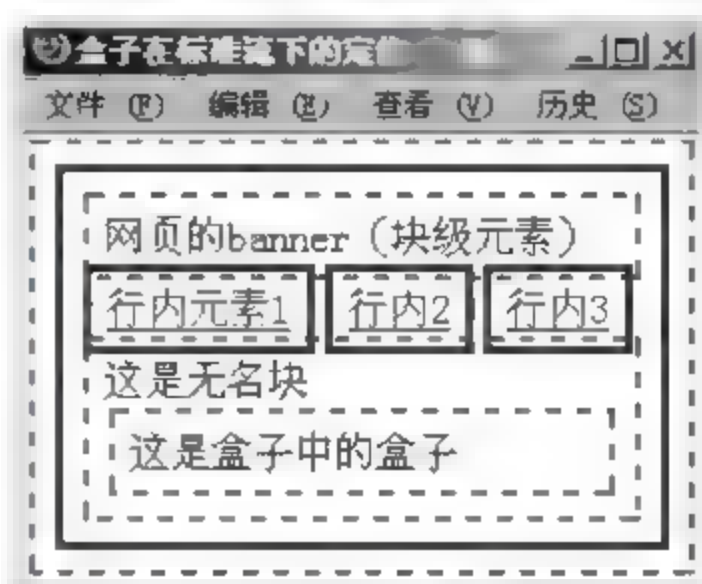 盒子在标准流下的定位
文件 (F) 编辑 (E) 查看 (V) 历史 (S)
网页的banner（块级元素）
行内元素1 行内2 行内3
这是无名块
这是盒子中的盒子